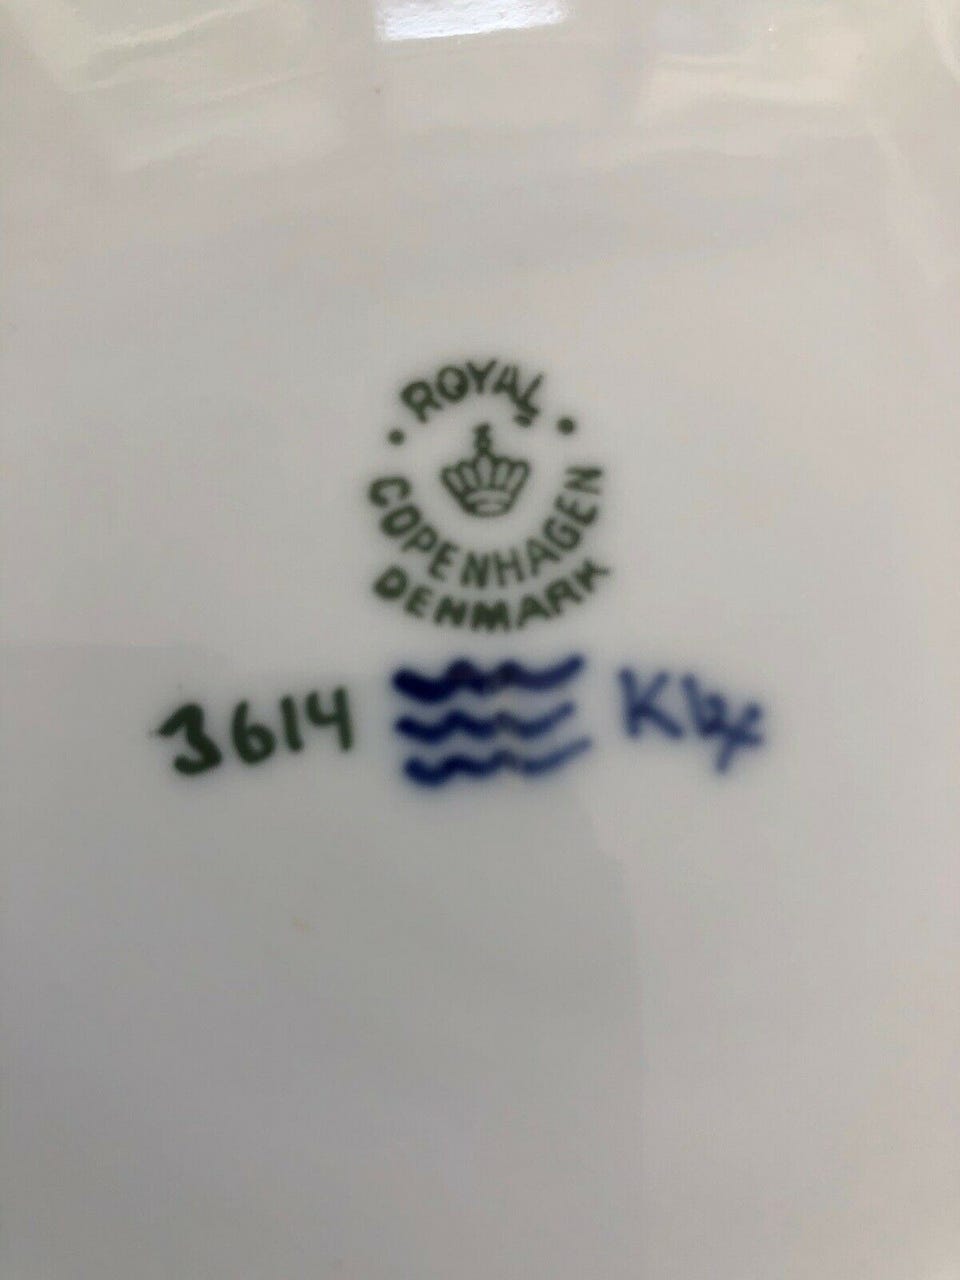 ROYAL
COPENHAGEN
DENMARK
3614